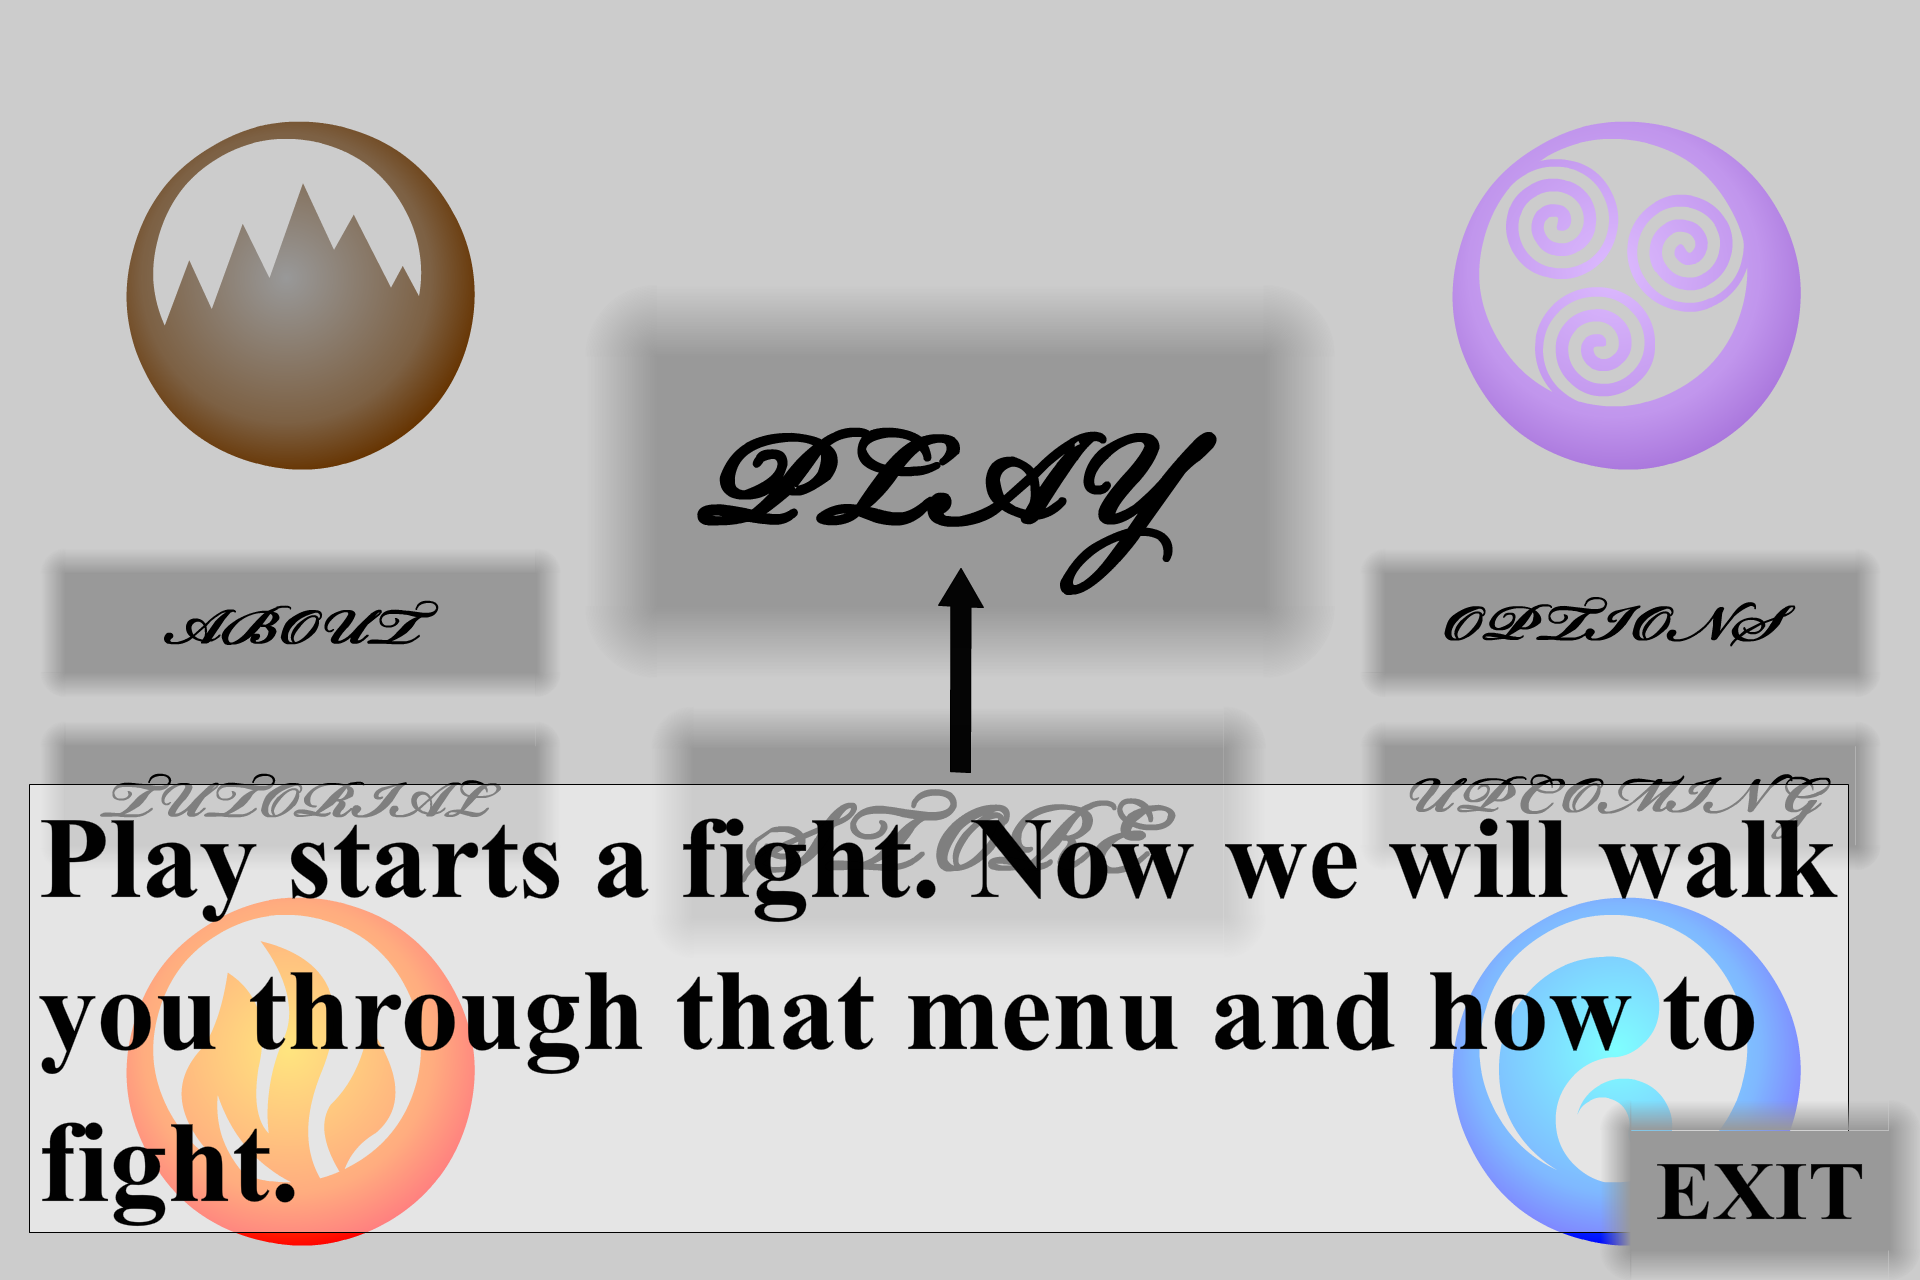 PLAY
ABOUT
OPTIONS
TUTORIAL
STORE
UPCOMING
Play starts a fight. Now we will walk
you through that menu and how to
fight.
EXIT